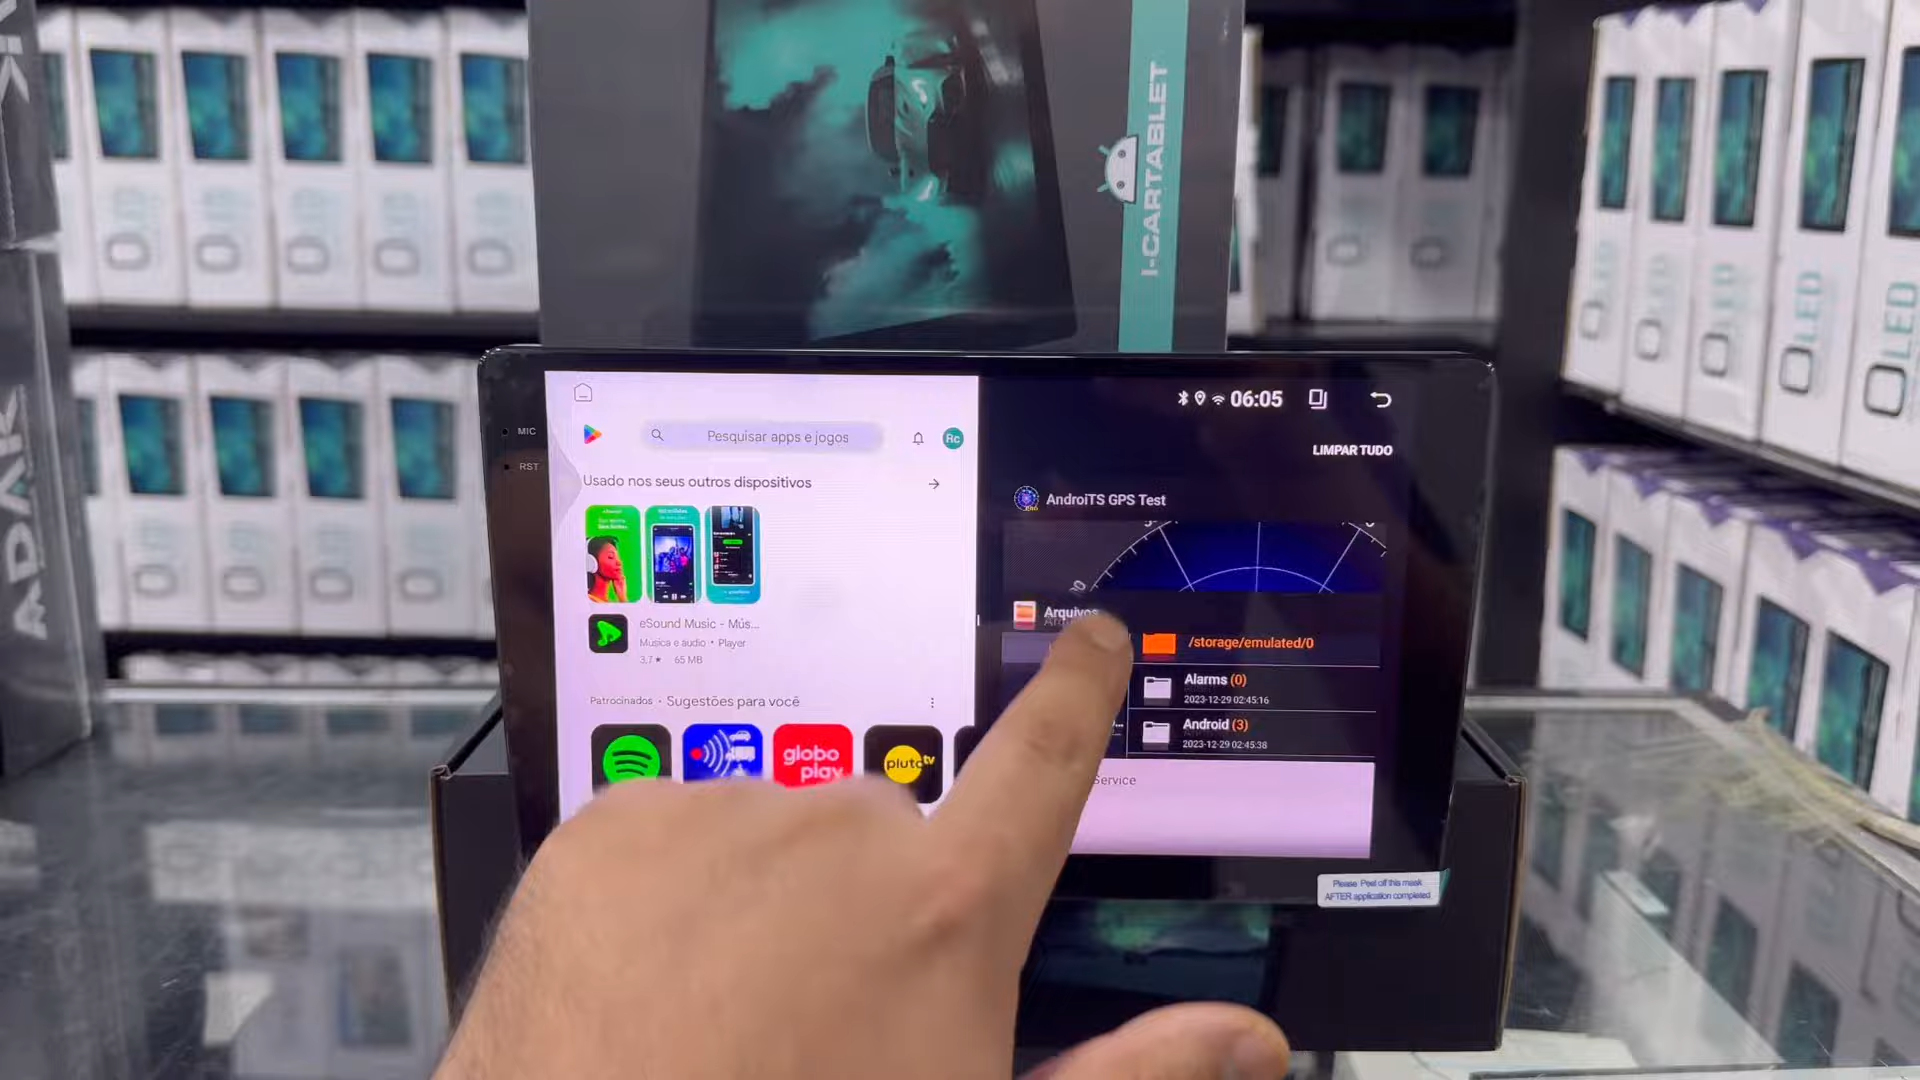 I-CARTABLET
ADAK
MIC
RST
06:05
Pesquisar apps e jogos
Rc
LIMPAR TUDO
Usado nos seus outros dispositivos
AndroiTS GPS Test
eSound Music - Mús...
Música e áudio • Player
3,7★ 65 MB
Arquivos
/storage/emulated/0
Alarms (0)
2023-12-29 02:45:16
Android (3)
2023-12-29 02:45:38
Patrocinados • Sugestões para você
globo
play
pluto tv
Service
Please Peel off this mask
AFTER application completed
OLED
OLED